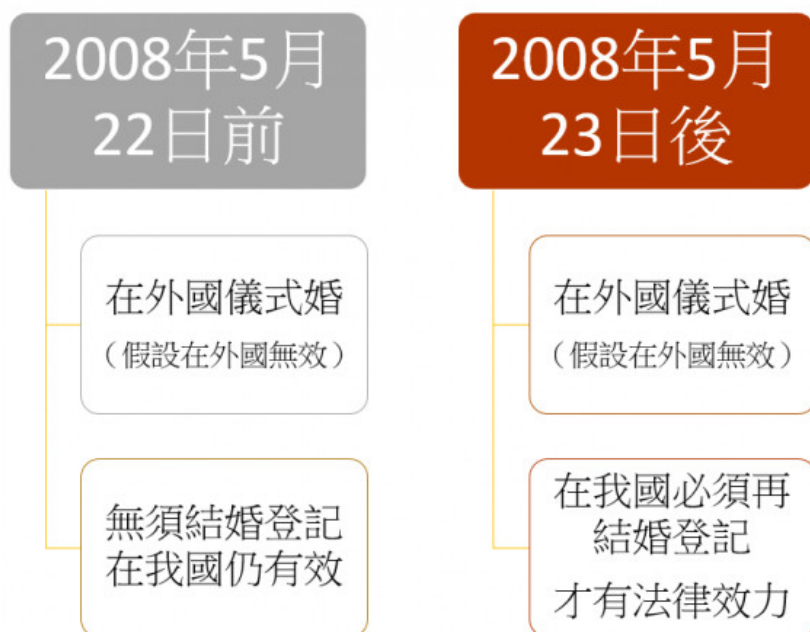 2008年5月
22日前
在外國儀式婚
（假設在外國無效）
無須結婚登記
在我國仍有效
2008年5月
23日後
在外國儀式婚
（假設在外國無效）
在我國必須再
結婚登記
才有法律效力